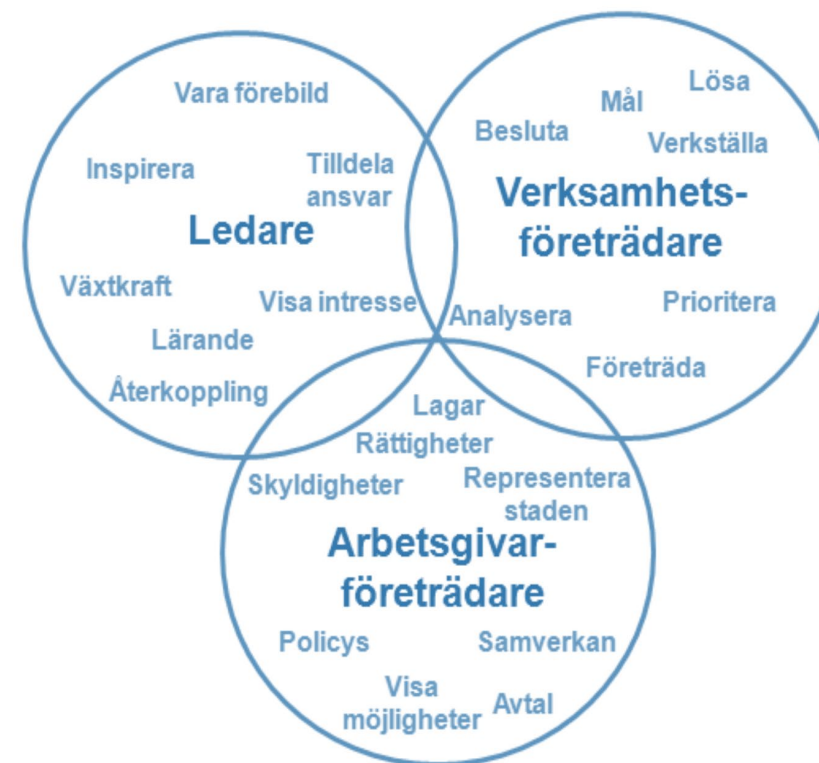 Vara förebild
Inspirera
Tilldela
ansvar
Ledare
Växtkraft
Visa intresse
Lärande
Återkoppling
Lösa
Mål
Besluta
Verkställa
Verksamhets-
företrädare
Prioritera
Analysera
Företräda
Lagar
Rättigheter
Skyldigheter
Representera
staden
Arbetsgivar-
företrädare
Policys
Samverkan
Visa
möjligheter
Avtal